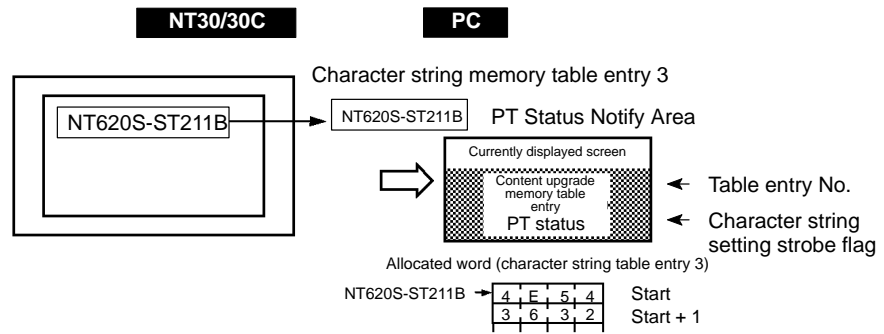 NT30/30C
PC
Character string memory table entry 3
NT620S-ST211B
NT620S-ST211B
PT Status Notify Area
Currently displayed screen
Content upgrade
memory table
entry
PT status
Table entry No.
Character string
setting strobe flag
Allocated word (character string table entry 3)
NT620S-ST211B
4 E 5 4
Start
3 6 3 2
Start + 1